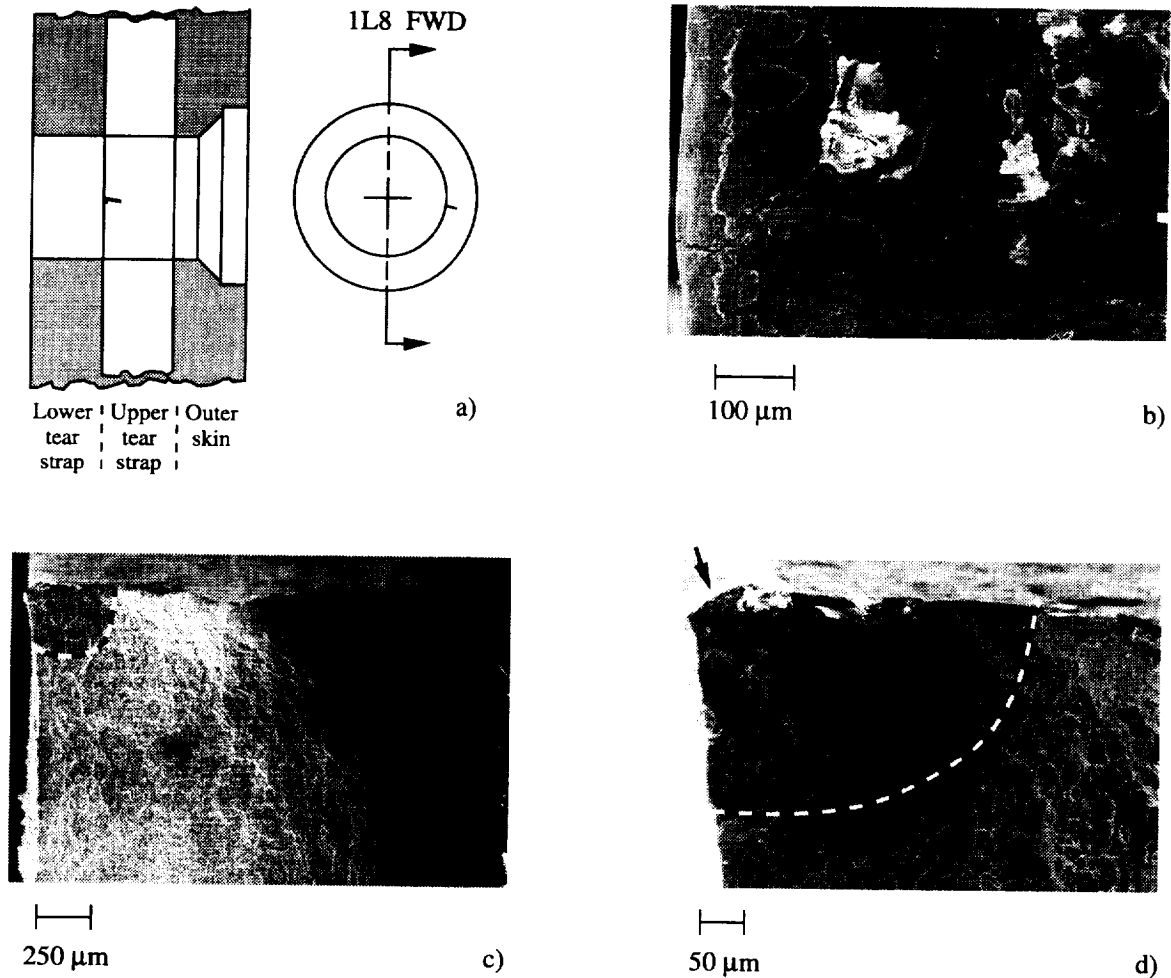 1L8 FWD
Lower
tear
strap
Upper
tear
strap
Outer
skin
a)
100 µm
b)
250 µm
c)
50 µm
d)